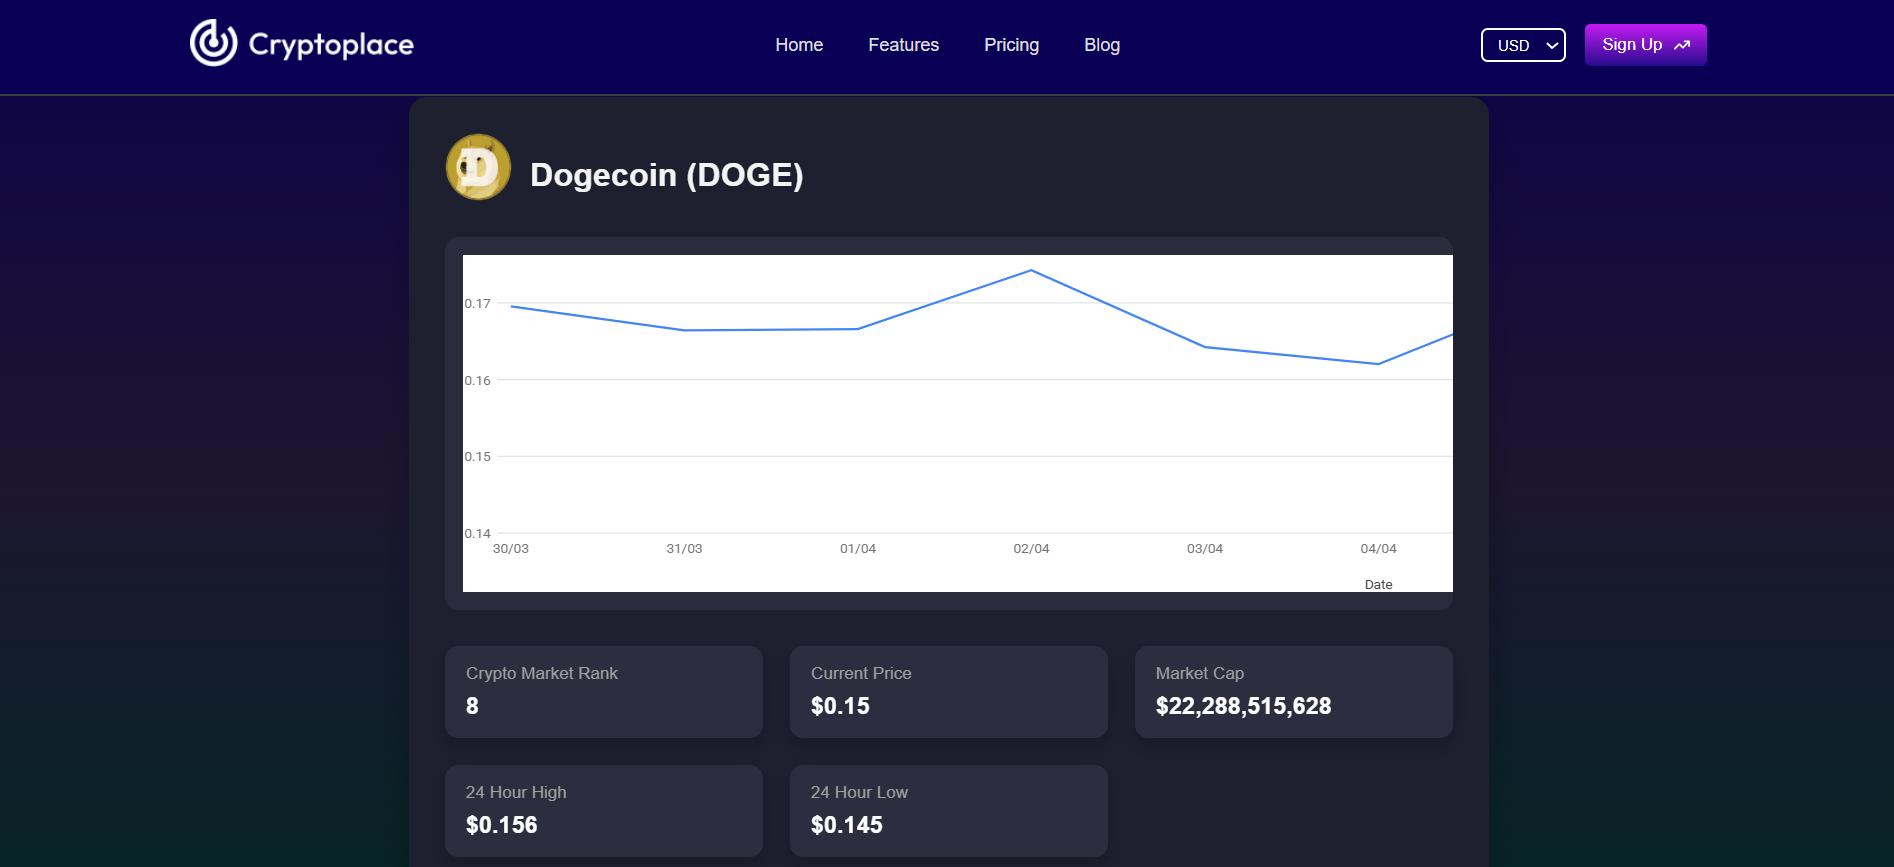 Cryptoplace
Home Features Pricing Blog
USD
Sign Up
D
Dogecoin (DOGE)
0.17
0.16
0.15
0.14
30/03 31/03 01/04 02/04 03/04 04/04
Date
Crypto Market Rank
8
Current Price
$0.15
Market Cap
$22,288,515,628
24 Hour High
$0.156
24 Hour Low
$0.145